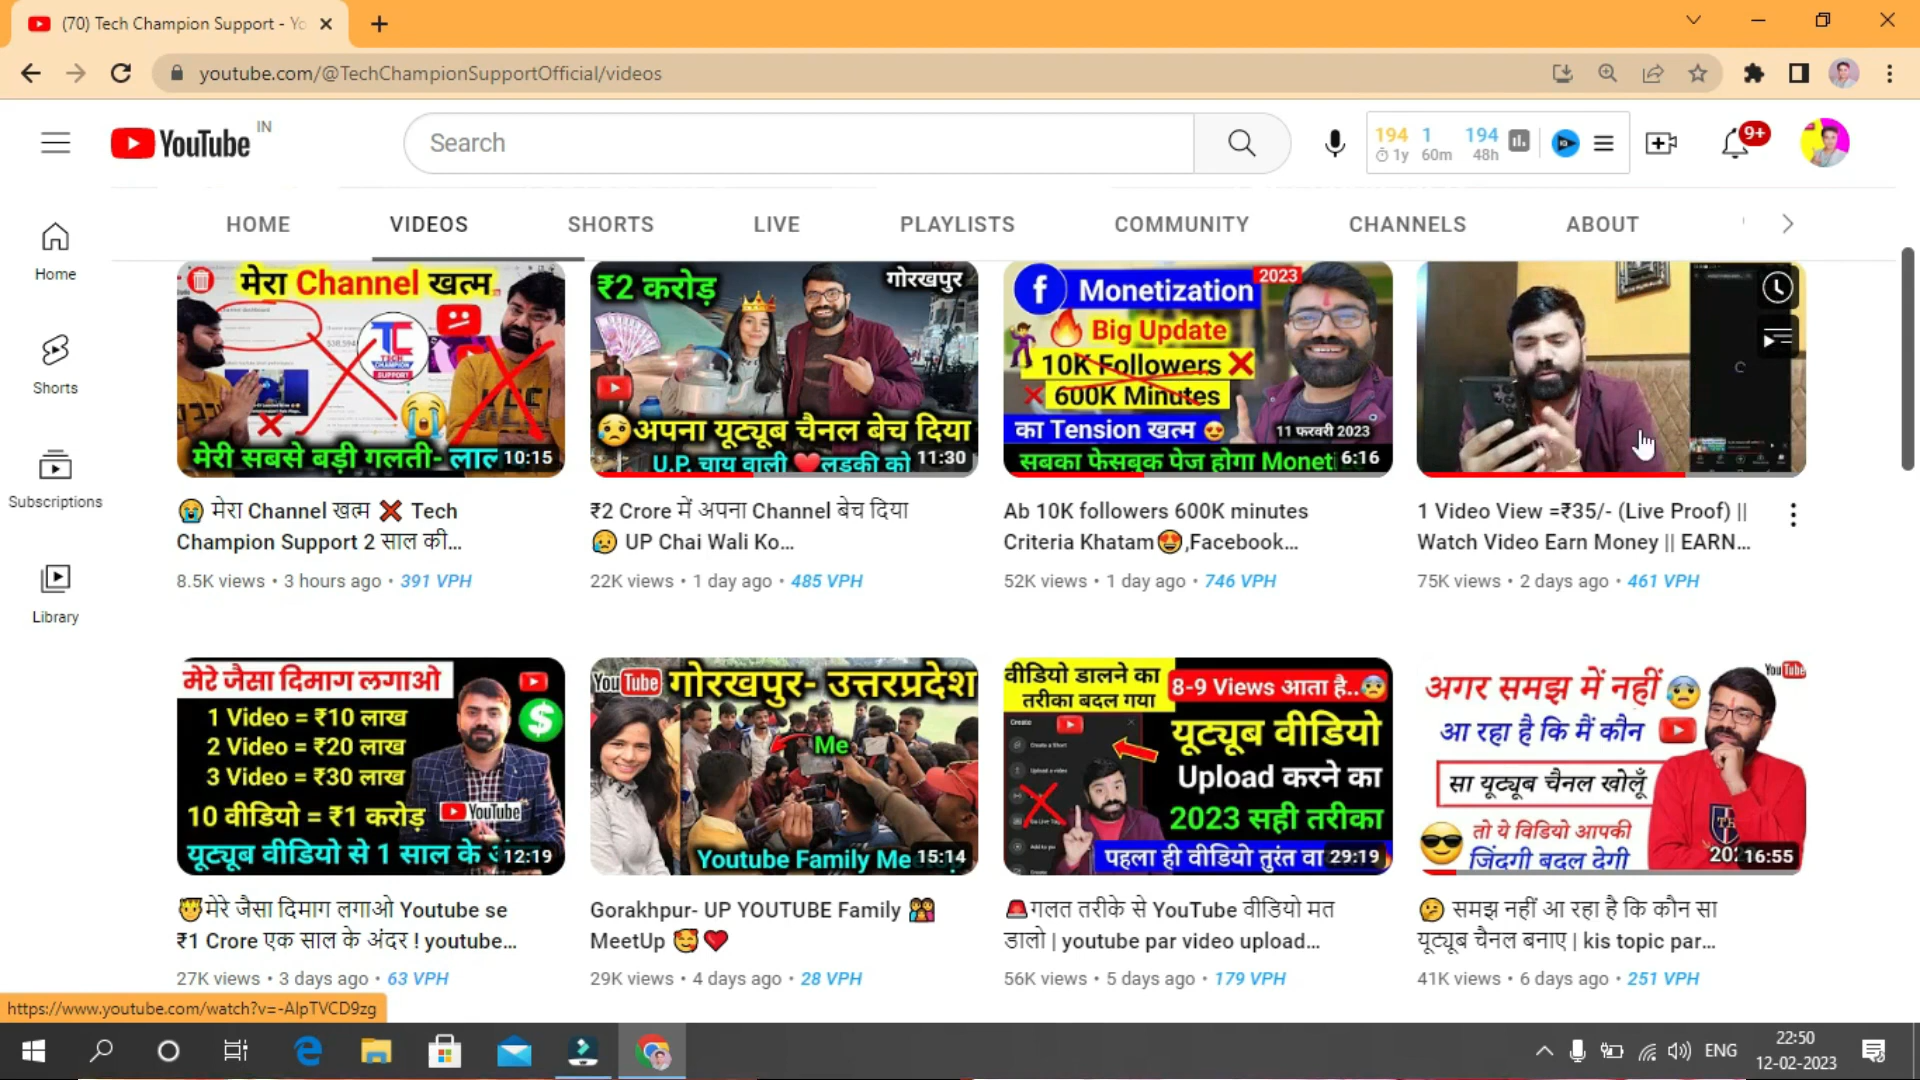 (70) Tech Champion Support - Yo
youtube.com/@TechChampionSupportOfficial/videos
YouTube IN
Search
194 1 194
1y 60m 48h
9+
HOME VIDEOS SHORTS LIVE PLAYLISTS COMMUNITY CHANNELS ABOUT
Home
Shorts
Subscriptions
Library
मेरा Channel खत्म
TC
TECH
CHAMPION
SUPPORT
मेरी सबसे बड़ी गलती- लाल
10:15
₹2 करोड़
गोरखपुर
अपना यूट्यूब चैनल बेच दिया
U.P. चाय वाली ❤लडकी को
11:30
Monetization 2023
Big Update
10K Followers
600K Minutes
का Tension खत्म
11 फरवरी 2023
सबका फेसबुक पेज होगा Monet
6:16
😭 मेरा Channel खत्म ❌ Tech
Champion Support 2 साल की...
8.5K views • 3 hours ago • 391 VPH
₹2 Crore में अपना Channel बेच दिया
😥 UP Chai Wali Ko...
22K views • 1 day ago • 485 VPH
Ab 10K followers 600K minutes
Criteria Khatam😍,Facebook...
52K views • 1 day ago • 746 VPH
1 Video View =₹35/- (Live Proof) ||
Watch Video Earn Money || EARN...
75K views • 2 days ago • 461 VPH
मेरे जैसा दिमाग लगाओ
1 Video = ₹10 लाख
2 Video = ₹20 लाख
3 Video = ₹30 लाख
10 वीडियो = ₹1 करोड़
YouTube
यूट्यूब वीडियो से 1 साल के
12:19
YouTube गोरखपुर- उत्तरप्रदेश
Me
Youtube Family Me
15:14
वीडियो डालने का
तरीका बदल गया
8-9 Views आता है..
Create
Create a Short
Upload a video
यूट्यूब वीडियो
Upload करने का
2023 सही तरीका
पहला ही वीडियो तुरंत वा
29:19
YouTube
अगर समझ में नहीं
आ रहा है कि मैं कौन
सा यूट्यूब चैनल खोलूँ
तो ये विडियो आपकी
जिंदगी बदल देगी
16:55
मेरे जैसा दिमाग लगाओ Youtube se
₹1 Crore एक साल के अंदर ! youtube...
27K views • 3 days ago • 63 VPH
Gorakhpur- UP YOUTUBE Family 👨‍👩‍👧‍👦
MeetUp 🥰❤
29K views • 4 days ago • 28 VPH
🚨गलत तरीके से YouTube वीडियो मत
डालो | youtube par video upload...
56K views • 5 days ago • 179 VPH
🤔 समझ नहीं आ रहा है कि कौन सा
यूट्यूब चैनल बनाए | kis topic par...
41K views • 6 days ago • 251 VPH
https://www.youtube.com/watch?v=-AlpTVCD9zg
ENG
22:50
12-02-2023